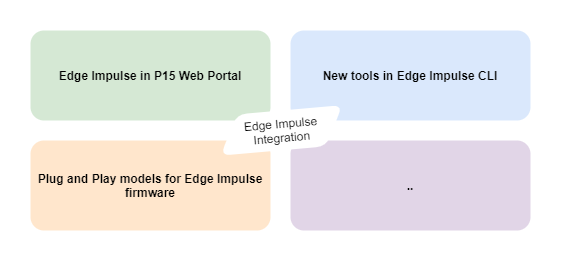 Edge Impulse in P15 Web Portal
New tools in Edge Impulse CLI
Edge Impulse
Integration
Plug and Play models for Edge Impulse
firmware
..